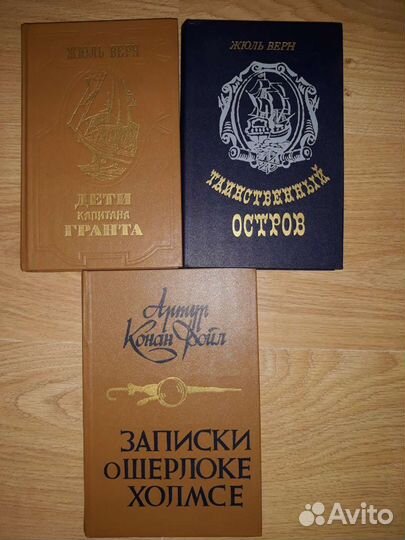 ЖЮЛЬ ВЕРН
ДЕТИ
КАПИТАНА
ГРАНТА
ЖЮЛЬ ВЕРН
ТАИНСТВЕННЫЙ
ОСТРОВ
Артур
Конан Дойл
ЗАПИСКИ
О ШЕРЛОКЕ
ХОЛМСЕ
Avito